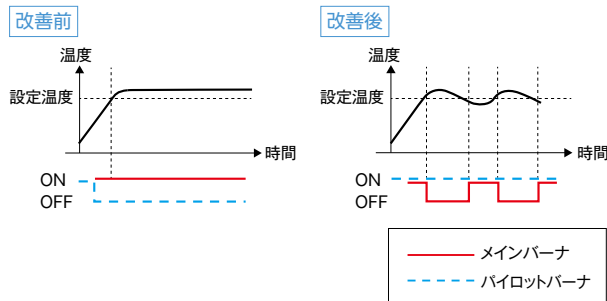 改善前
温度
設定温度
時間
ON
OFF
改善後
温度
設定温度
時間
ON
OFF
メインバーナ
パイロットバーナ